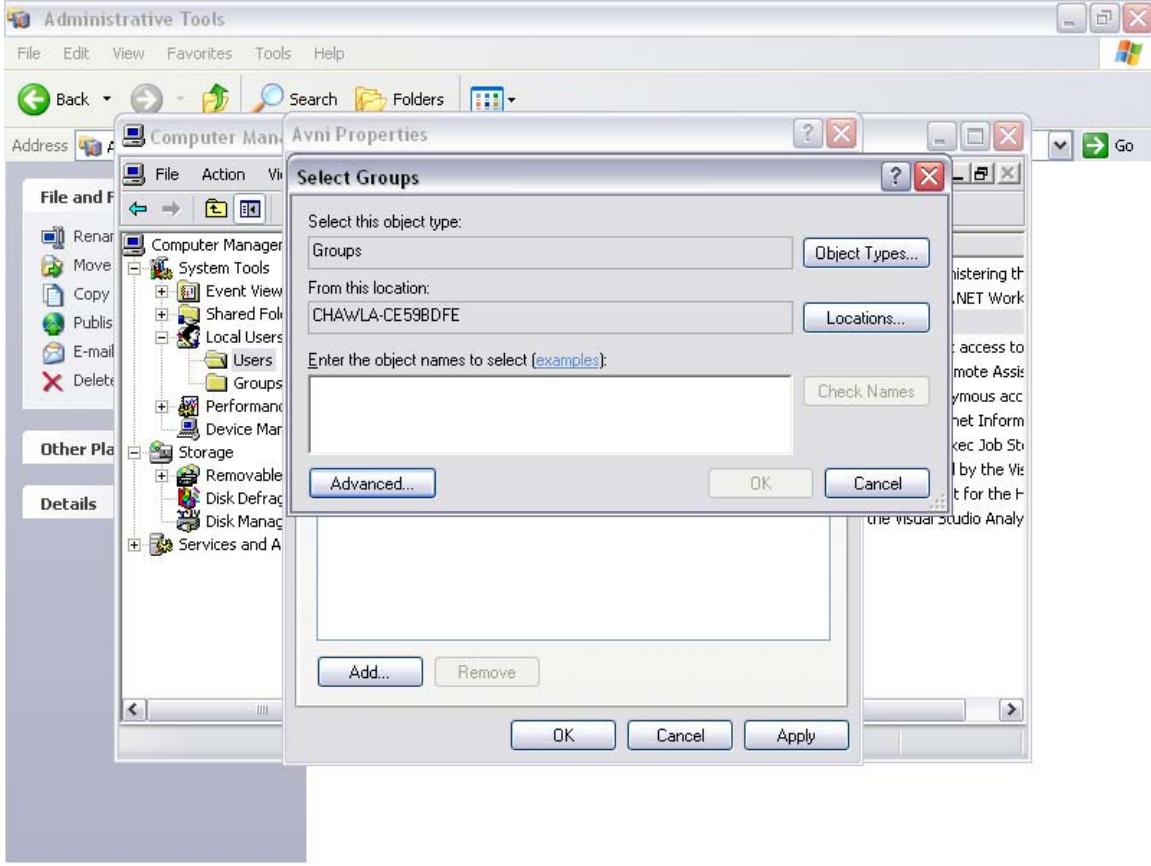 Administrative Tools
File Edit View Favorites Tools Help
Back Search Folders
Address Go
Computer Mana Avni Properties
File Action Vi Select Groups
File and F
Select this object type:
Groups Object Types...
From this location:
CHAWLA-CE59BDFE Locations...
Enter the object names to select (examples):
Check Names
Advanced... OK Cancel
Renar
Move
Copy
Publis
E-mail
Delete
Other Pla
Details
Computer Manager
System Tools
Event View
Shared Fol
Local Users
Users
Groups
Performanc
Device Mar
Storage
Removable
Disk Defrag
Disk Manag
Services and A
nistering th
.NET Work
access to
mote Assis
ymous acc
net Inform
kec Job St
by the Vis
t for the H
the Visual Studio Analy
Add... Remove
OK Cancel Apply